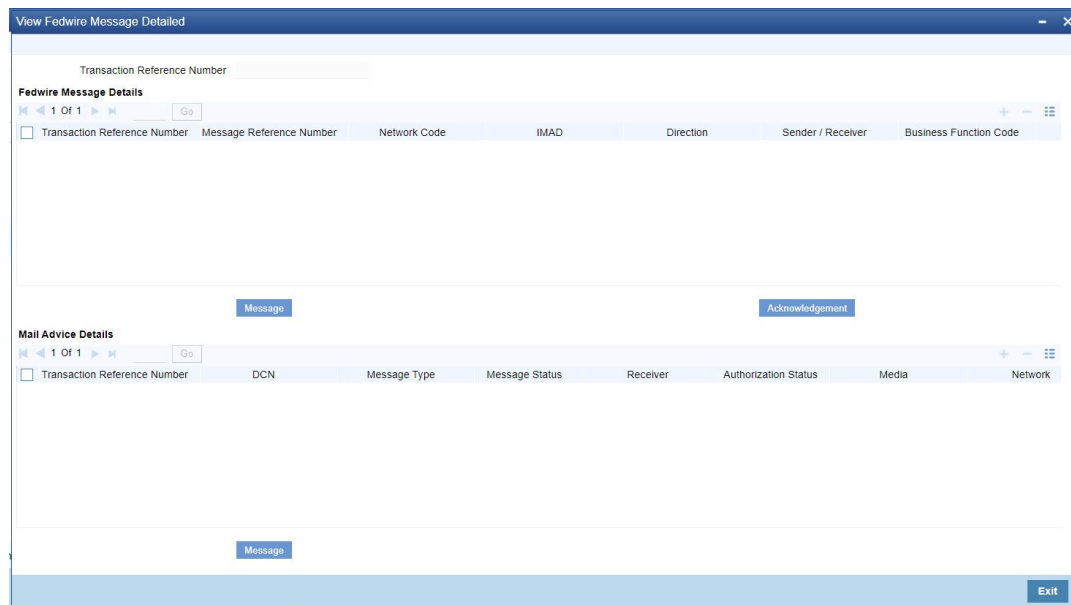 View Fedwire Message Detailed
Transaction Reference Number
Fedwire Message Details
1 Of 1 Go
Transaction Reference Number Message Reference Number Network Code IMAD Direction Sender / Receiver Business Function Code
Message Acknowledgement
Mail Advice Details
1 Of 1 Go
Transaction Reference Number DCN Message Type Message Status Receiver Authorization Status Media Network
Message
Exit